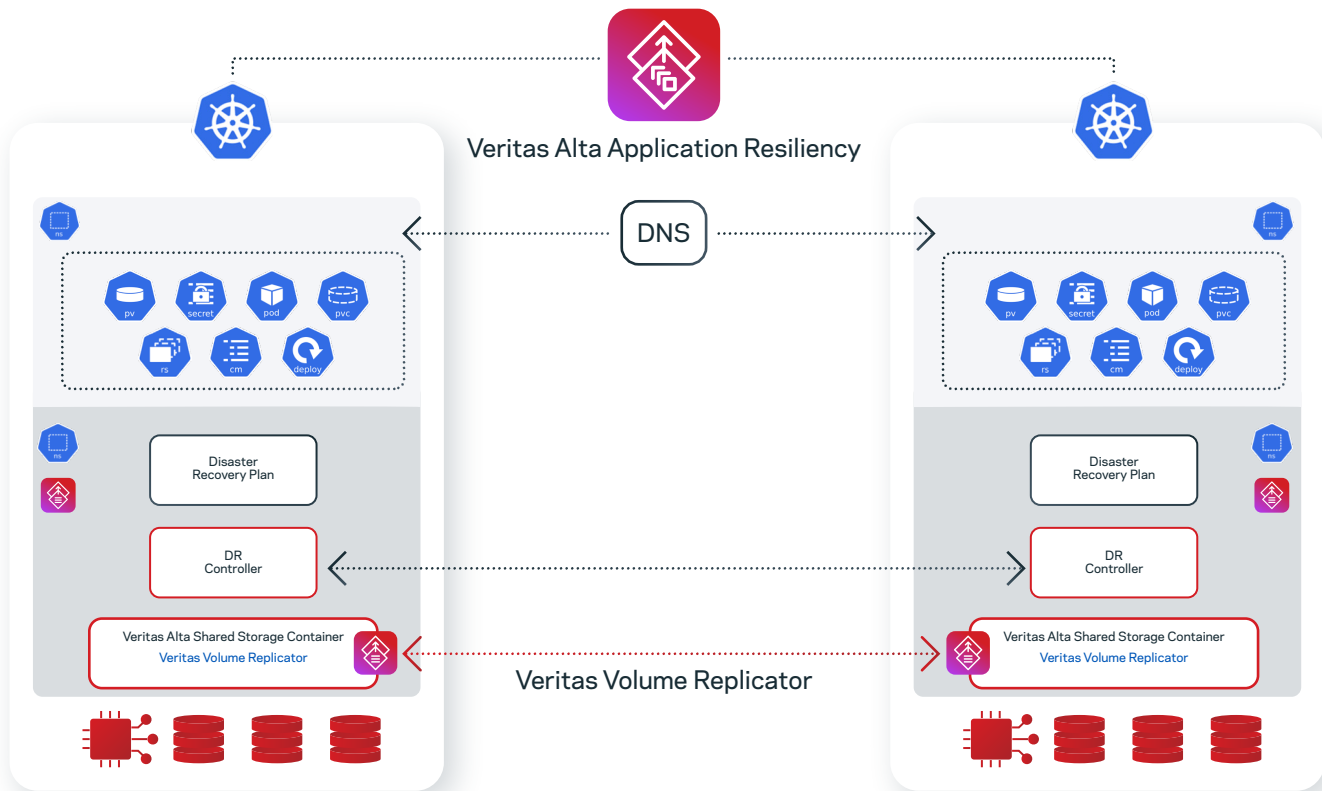 Veritas Alta Application Resiliency
DNS
ns
ns
pv
secret
pod
pvc
rs
cm
deploy
pv
secret
pod
pvc
rs
cm
deploy
ns
Disaster
Recovery Plan
DR
Controller
Veritas Alta Shared Storage Container
Veritas Volume Replicator
ns
Disaster
Recovery Plan
DR
Controller
Veritas Alta Shared Storage Container
Veritas Volume Replicator
Veritas Volume Replicator